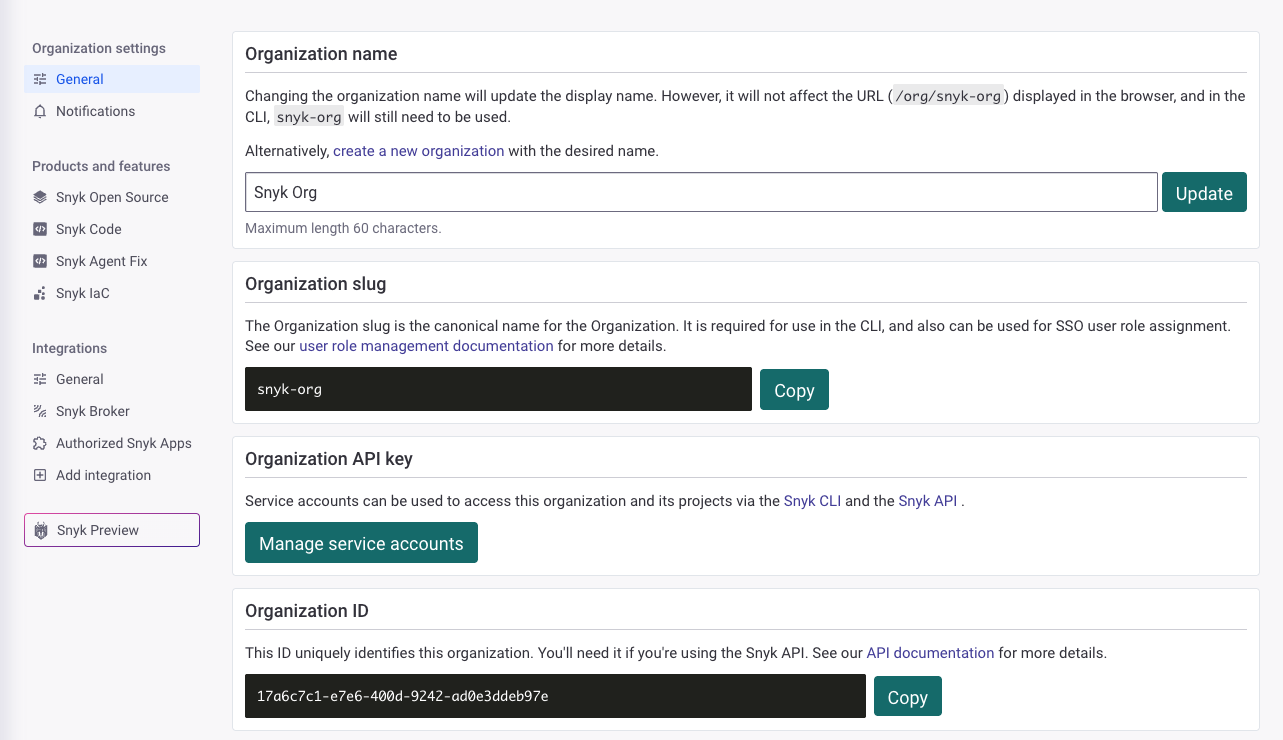 Organization settings
General
Notifications
Products and features
Snyk Open Source
Snyk Code
Snyk Agent Fix
Snyk IaC
Integrations
General
Snyk Broker
Authorized Snyk Apps
Add integration
Snyk Preview
Organization name
Changing the organization name will update the display name. However, it will not affect the URL ( /org/snyk-org ) displayed in the browser, and in the
CLI, snyk-org will still need to be used.
Alternatively, create a new organization with the desired name.
Snyk Org
Update
Maximum length 60 characters.
Organization slug
The Organization slug is the canonical name for the Organization. It is required for use in the CLI, and also can be used for SSO user role assignment.
See our user role management documentation for more details.
snyk-org
Copy
Organization API key
Service accounts can be used to access this organization and its projects via the Snyk CLI and the Snyk API .
Manage service accounts
Organization ID
This ID uniquely identifies this organization. You'll need it if you're using the Snyk API. See our API documentation for more details.
17a6c7c1-e7e6-400d-9242-ad0e3ddeb97e
Copy